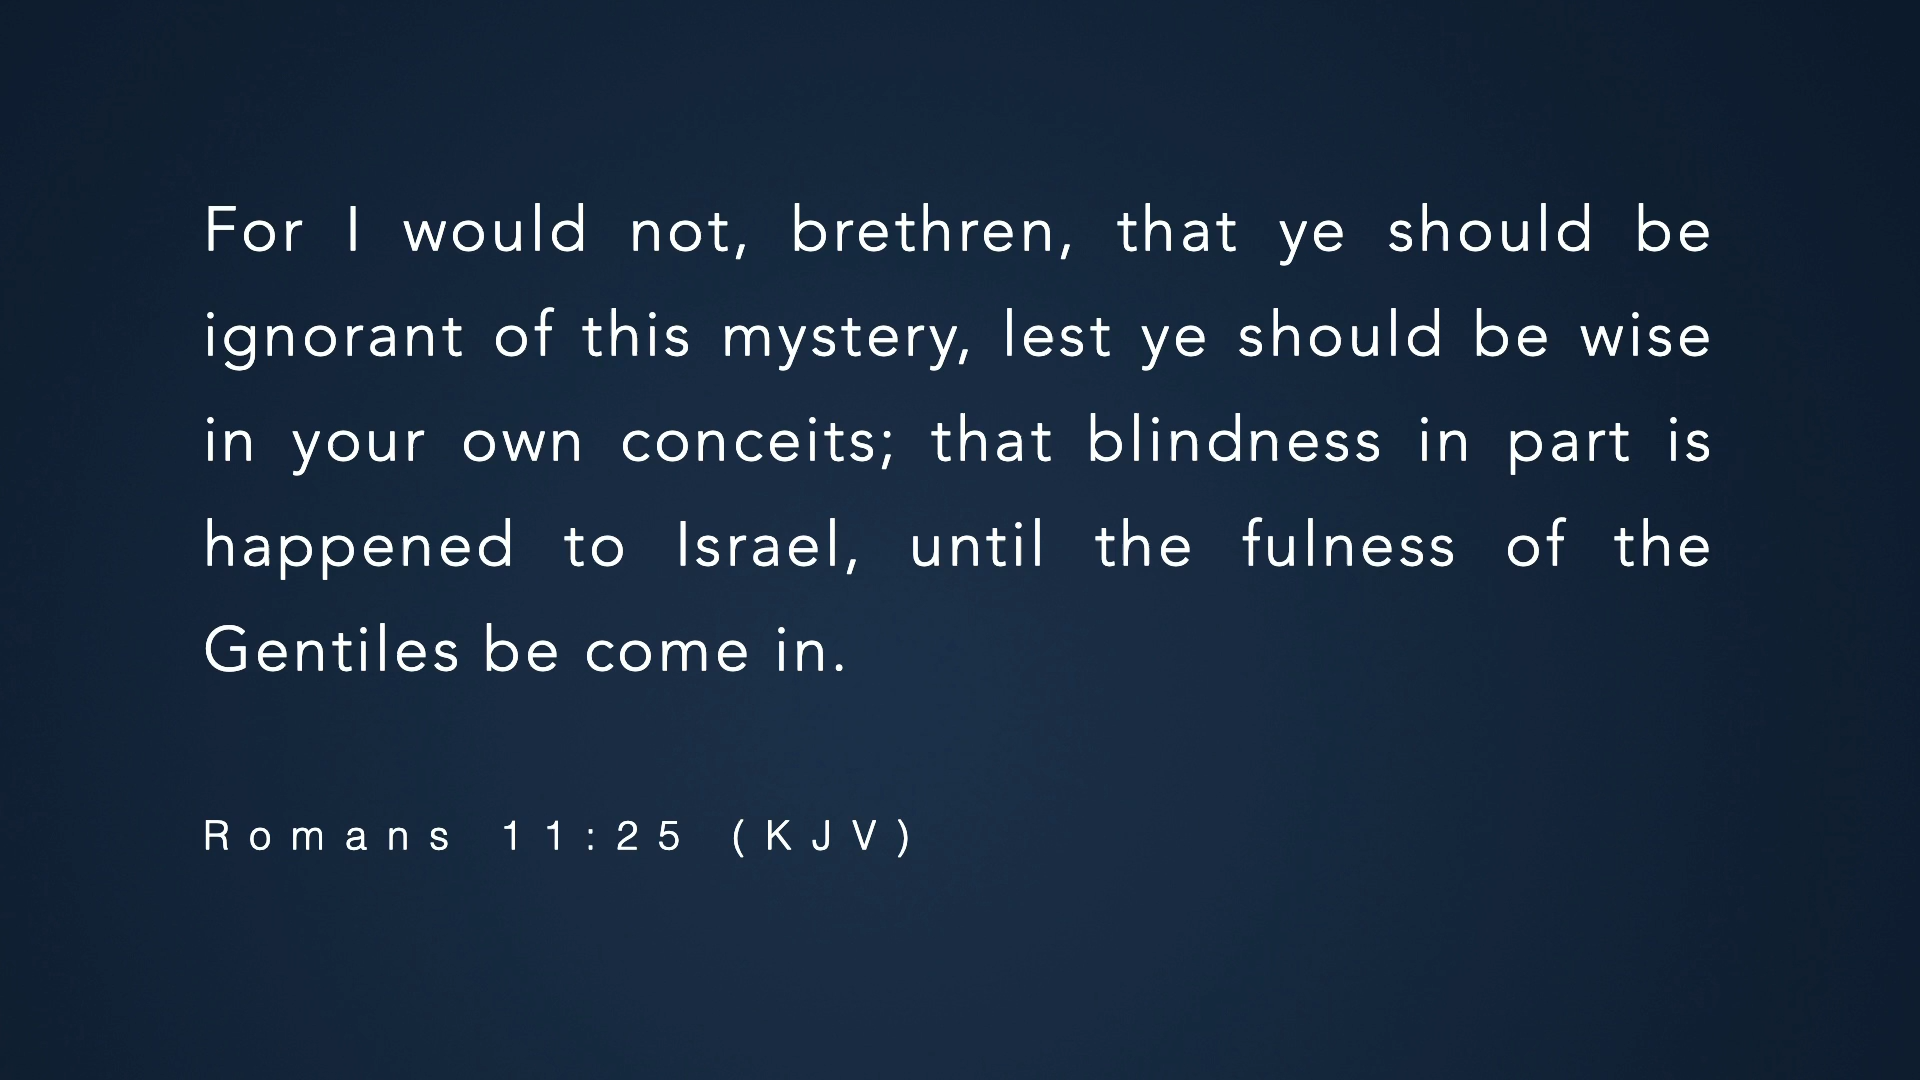 For I would not, brethren, that ye should be
ignorant of this mystery, lest ye should be wise
in your own conceits; that blindness in part is
happened to Israel, until the fulness of the
Gentiles be come in.
Romans 11:25 (KJV)